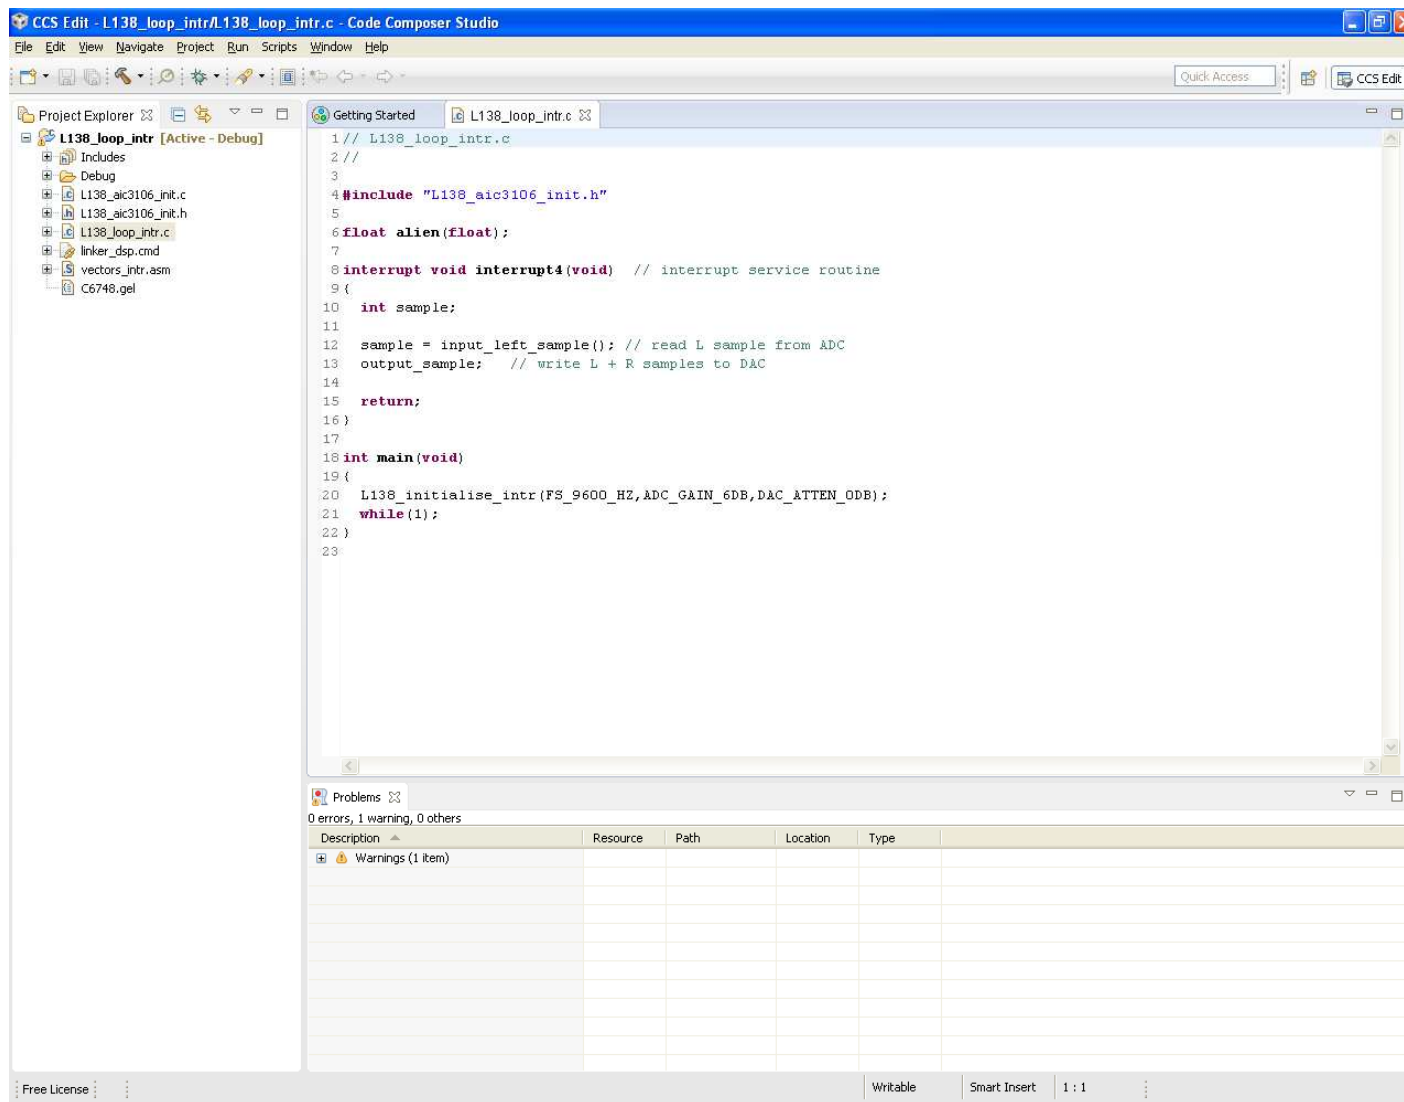 CCS Edit - L138_loop_intr/L138_loop_intr.c - Code Composer Studio
File Edit View Navigate Project Run Scripts Window Help
Quick Access
CCS Edit
Project Explorer
L138_loop_intr [Active - Debug]
Includes
Debug
L138_aic3106_init.c
L138_aic3106_init.h
L138_loop_intr.c
linker_dsp.cmd
vectors_intr.asm
C6748.gel
Getting Started L138_loop_intr.c
1 // L138_loop_intr.c
2 //
3
4 #include "L138_aic3106_init.h"
5
6 float alien(float);
7
8 interrupt void interrupt4(void) // interrupt service routine
9 {
10 int sample;
11
12 sample = input_left_sample(); // read L sample from ADC
13 output_sample; // write L + R samples to DAC
14
15 return;
16 }
17
18 int main(void)
19 {
20 L138_initialise_intr(FS_9600_HZ,ADC_GAIN_6DB,DAC_ATTEN_0DB);
21 while(1);
22 }
23
Problems
0 errors, 1 warning, 0 others
Description Resource Path Location Type
Warnings (1 item)
Free License Writable Smart Insert 1 : 1